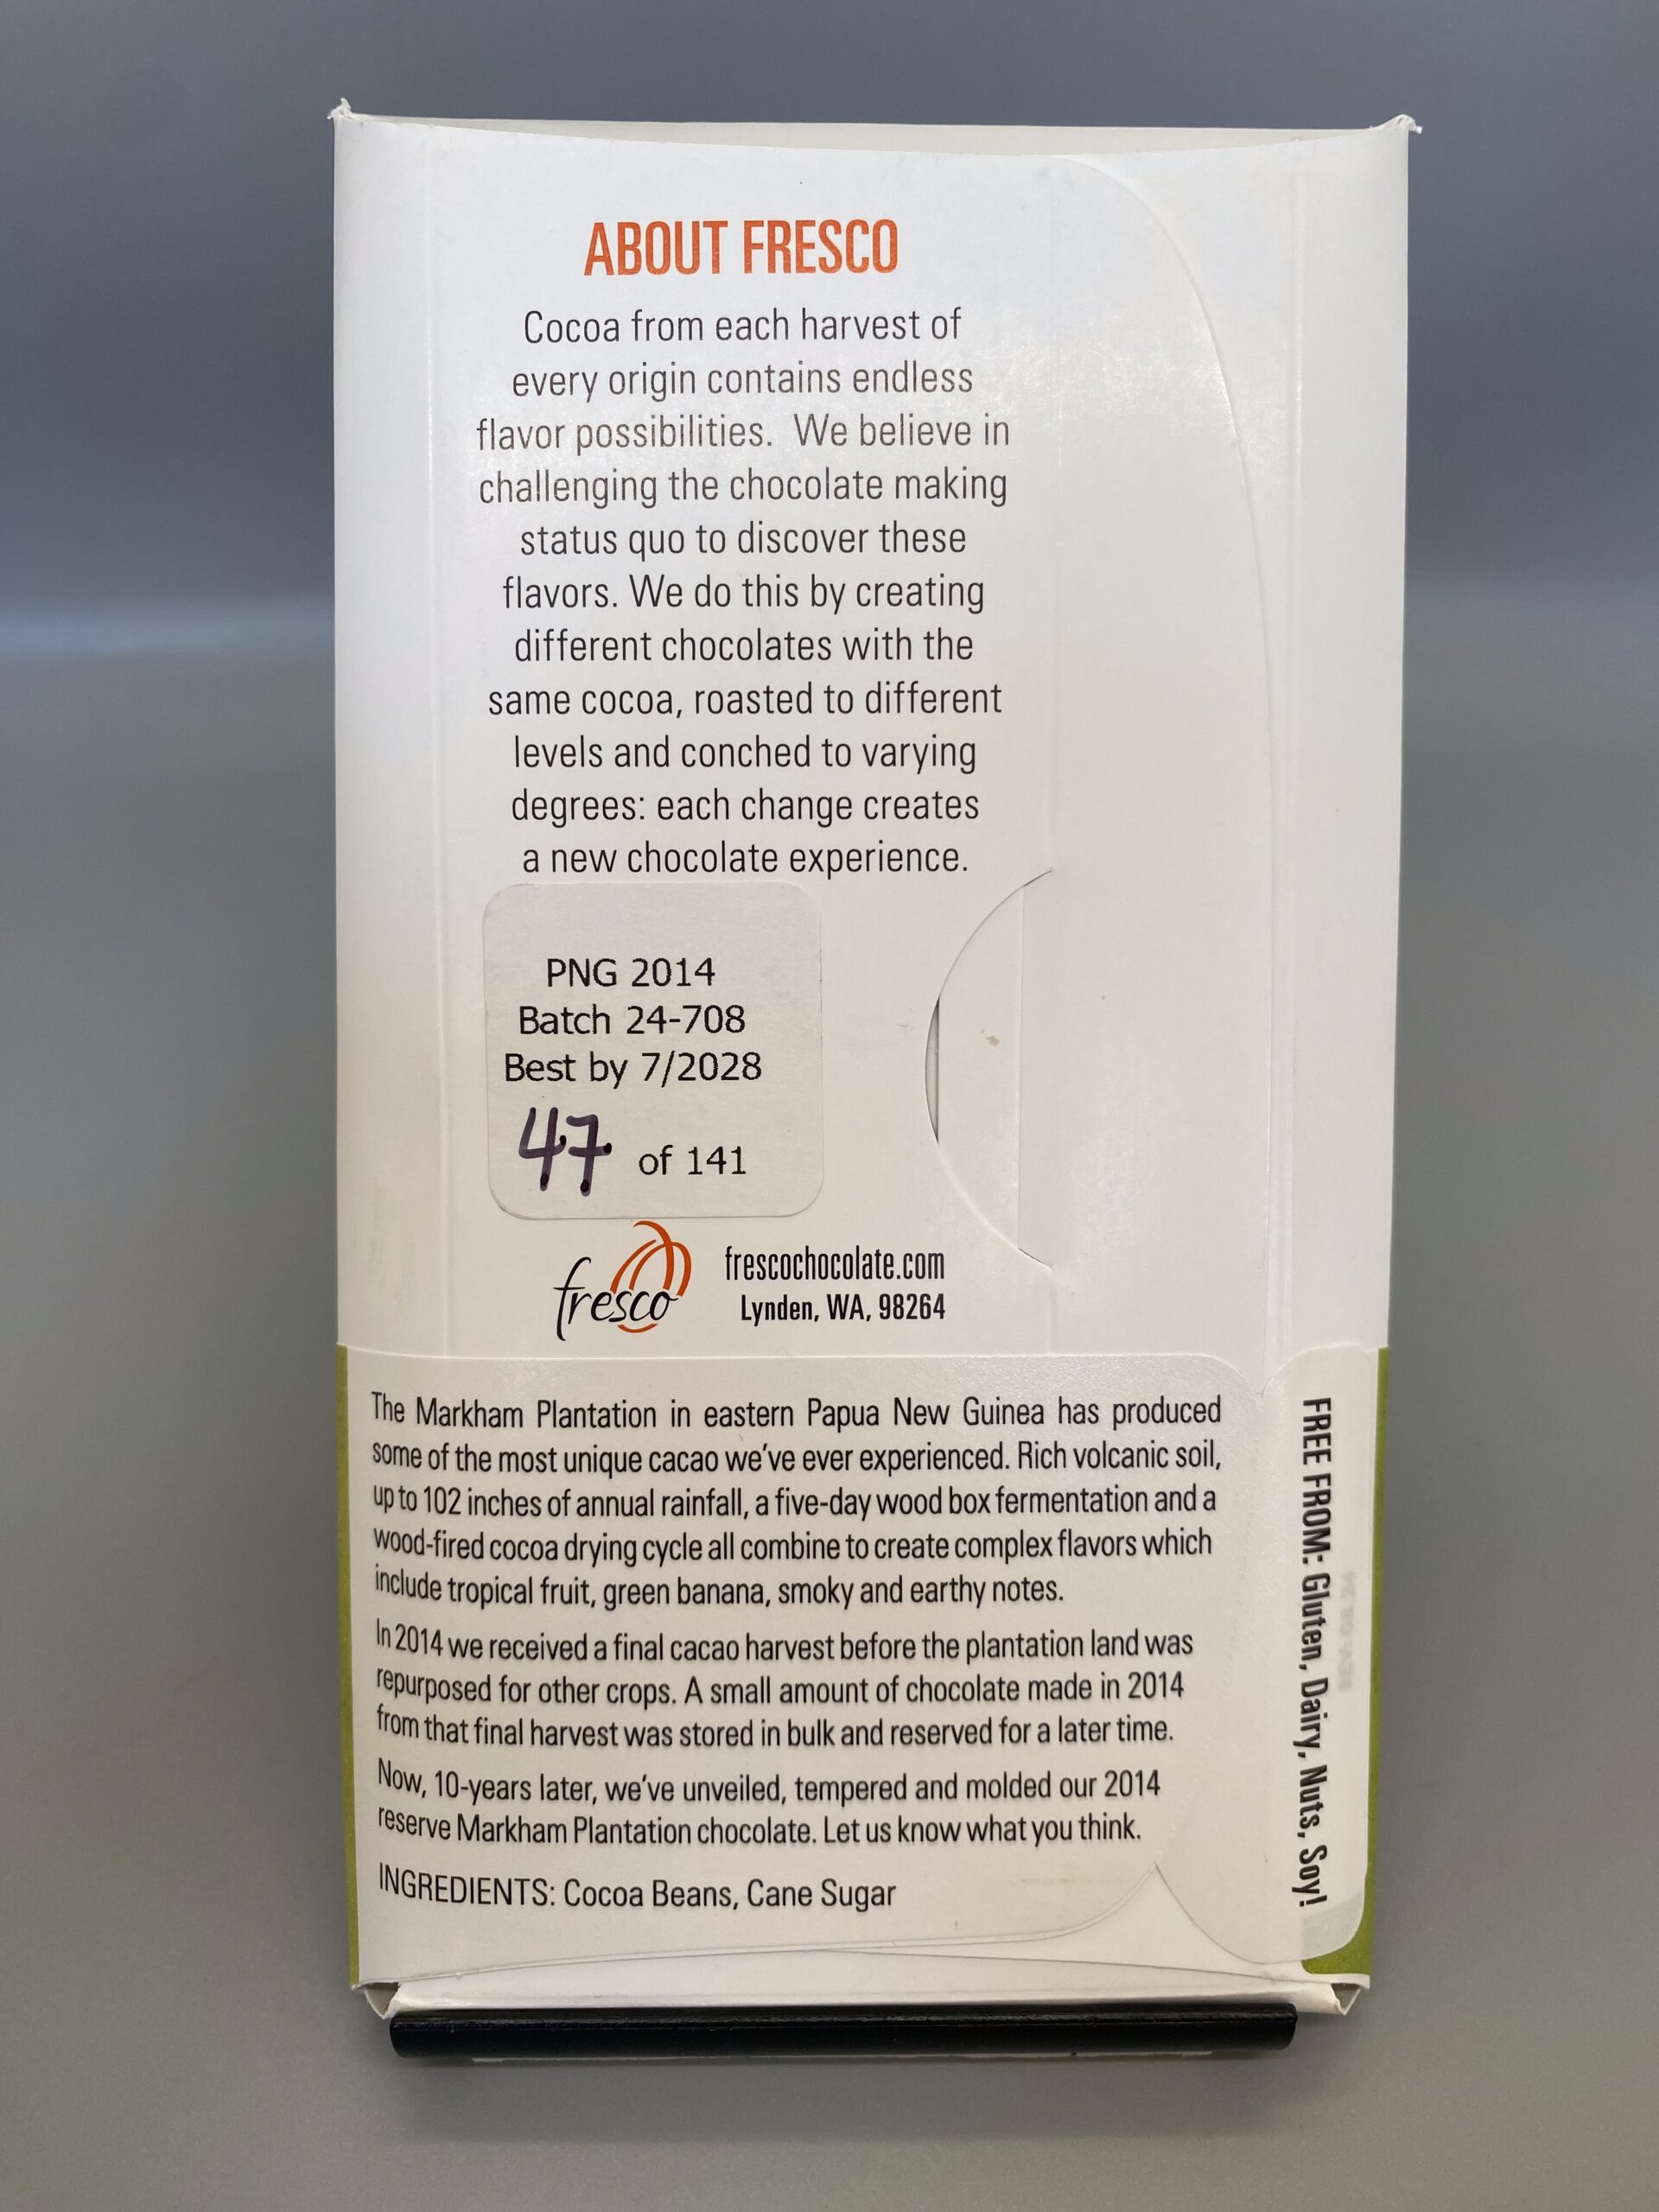 ABOUT FRESCO
Cocoa from each harvest of
every origin contains endless
flavor possibilities.  We believe in
challenging the chocolate making
status quo to discover these
flavors. We do this by creating
different chocolates with the
same cocoa, roasted to different
levels and conched to varying
degrees: each change creates
a new chocolate experience.
PNG 2014
Batch 24-708
Best by 7/2028
47 of 141
fresco
frescochocolate.com
Lynden, WA, 98264
The Markham Plantation in eastern Papua New Guinea has produced
some of the most unique cacao we've ever experienced. Rich volcanic soil,
up to 102 inches of annual rainfall, a five-day wood box fermentation and a
wood-fired cocoa drying cycle all combine to create complex flavors which
include tropical fruit, green banana, smoky and earthy notes.
In 2014 we received a final cacao harvest before the plantation land was
repurposed for other crops. A small amount of chocolate made in 2014
from that final harvest was stored in bulk and reserved for a later time.
Now, 10-years later, we've unveiled, tempered and molded our 2014
reserve Markham Plantation chocolate. Let us know what you think.
INGREDIENTS: Cocoa Beans, Cane Sugar
FREE FROM: Gluten, Dairy, Nuts, Soy!